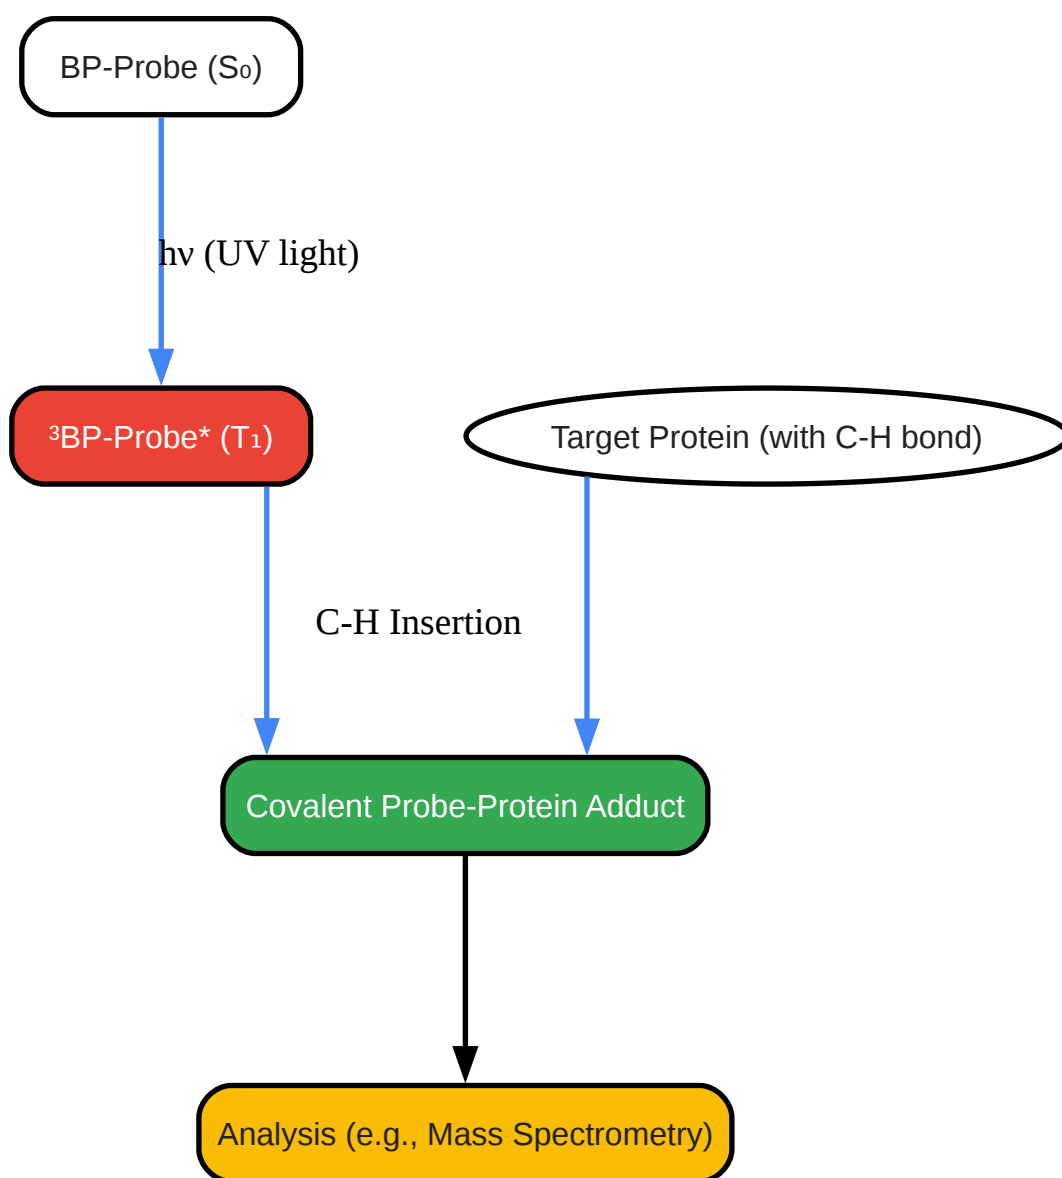 BP-Probe (S₀)
hν (UV light)
³BP-Probe* (T₁)
Target Protein (with C-H bond)
C-H Insertion
Covalent Probe-Protein Adduct
Analysis (e.g., Mass Spectrometry)